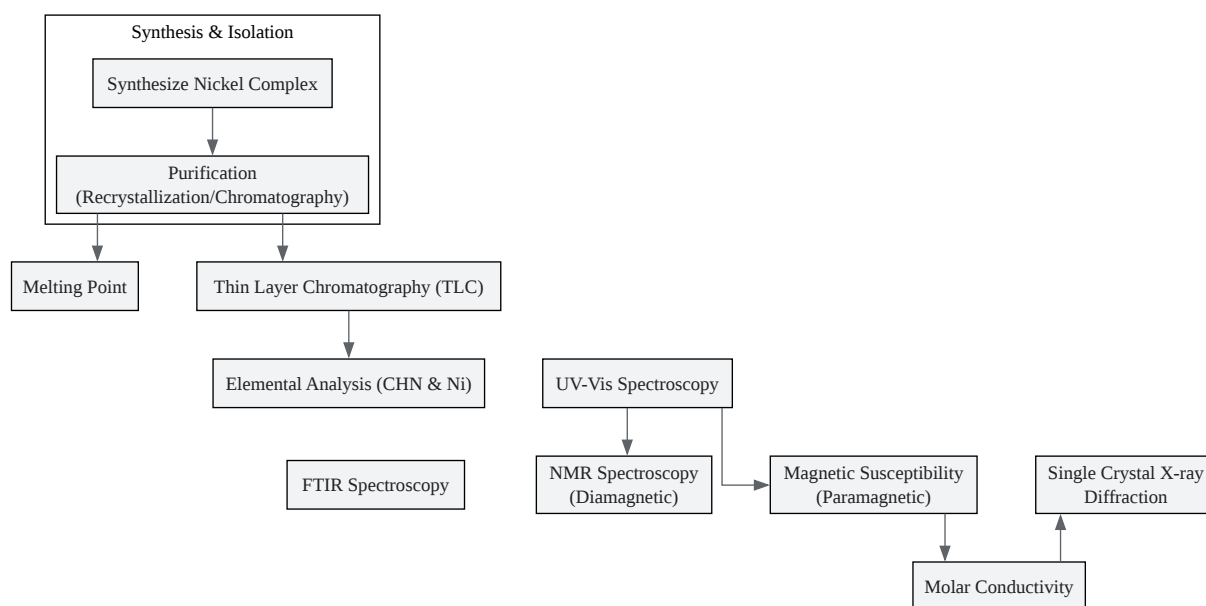 Synthesis & Isolation
Synthesize Nickel Complex
Purification
(Recrystallization/Chromatography)
Melting Point
Thin Layer Chromatography (TLC)
Elemental Analysis (CHN & Ni)
UV-Vis Spectroscopy
FTIR Spectroscopy
NMR Spectroscopy
(Diamagnetic)
Magnetic Susceptibility
(Paramagnetic)
Single Crystal X-ray
Diffraction
Molar Conductivity